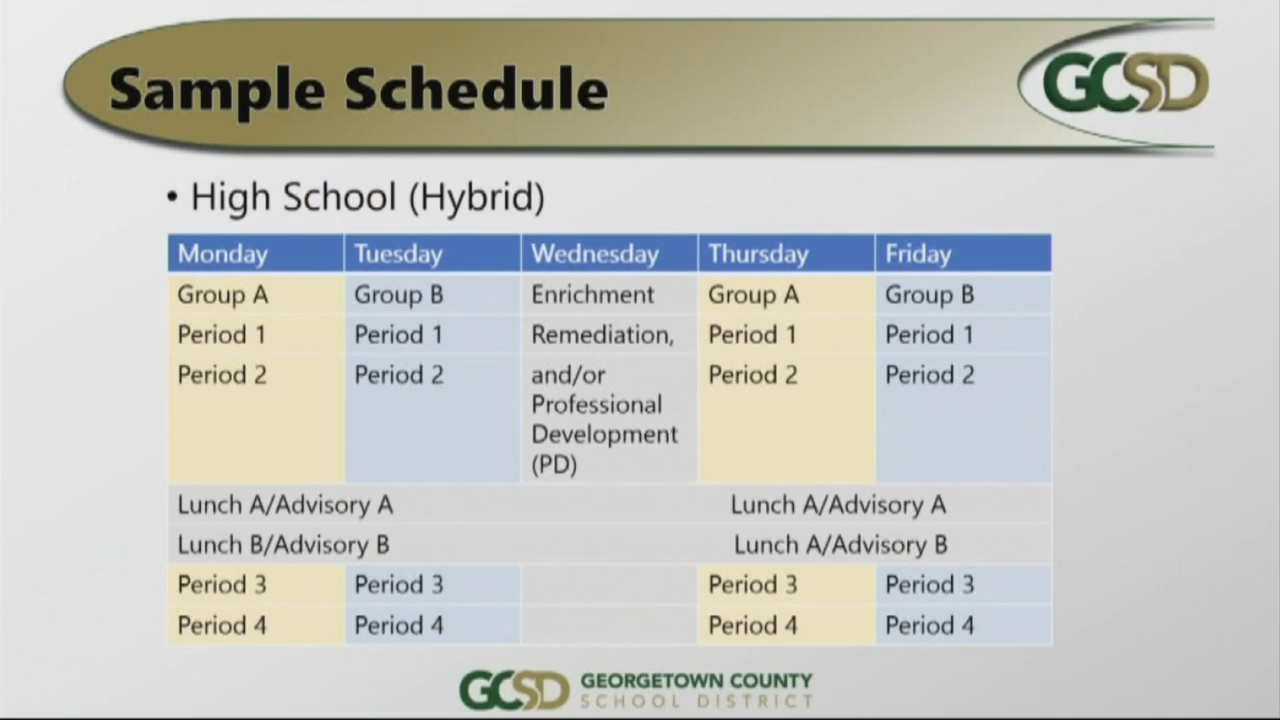 Sample Schedule
GCSD
• High School (Hybrid)
Monday Tuesday Wednesday Thursday Friday
Group A Group B Enrichment Group A Group B
Period 1 Period 1 Remediation, Period 1 Period 1
Period 2 Period 2 and/or Period 2 Period 2
Professional
Development
(PD)
Lunch A/Advisory A Lunch A/Advisory A
Lunch B/Advisory B Lunch A/Advisory B
Period 3 Period 3 Period 3 Period 3
Period 4 Period 4 Period 4 Period 4
GCSD GEORGETOWN COUNTY
SCHOOL DISTRICT